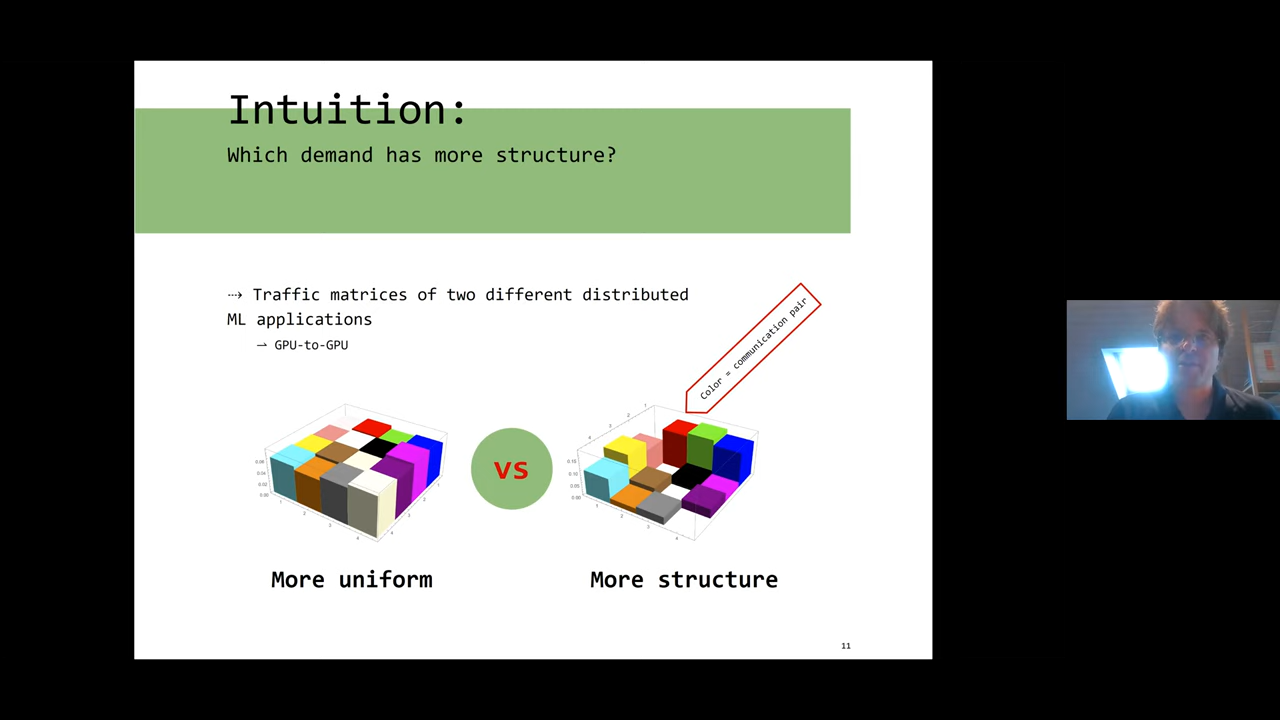 Intuition:
Which demand has more structure?
⇢ Traffic matrices of two different distributed
ML applications
⇀ GPU-to-GPU
Color = communication pair
vs
More uniform
More structure
11